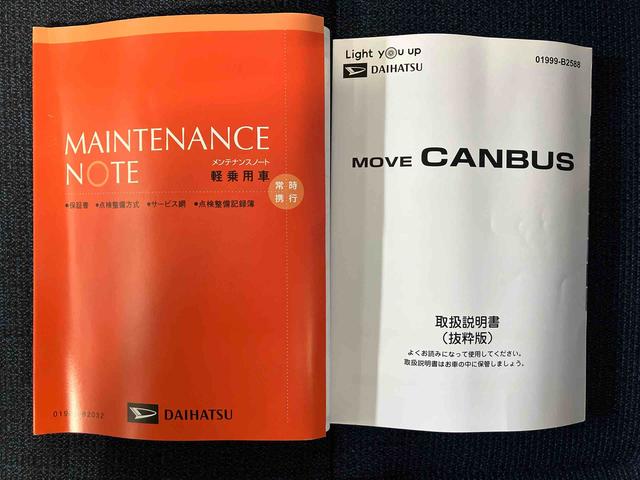 MAINTENANCE
NOTE
メンテナンスノート
軽乗用車
常時
携行
●保証書 ●点検整備方式 ●サービス網 ●点検整備記録簿
DAIHATSU
Light you up
DAIHATSU
01999-B2588
MOVE CANBUS
取扱説明書
（抜粋版）
よくお読みになって使用してください。
取扱説明書はお車の中に保管しましょう。